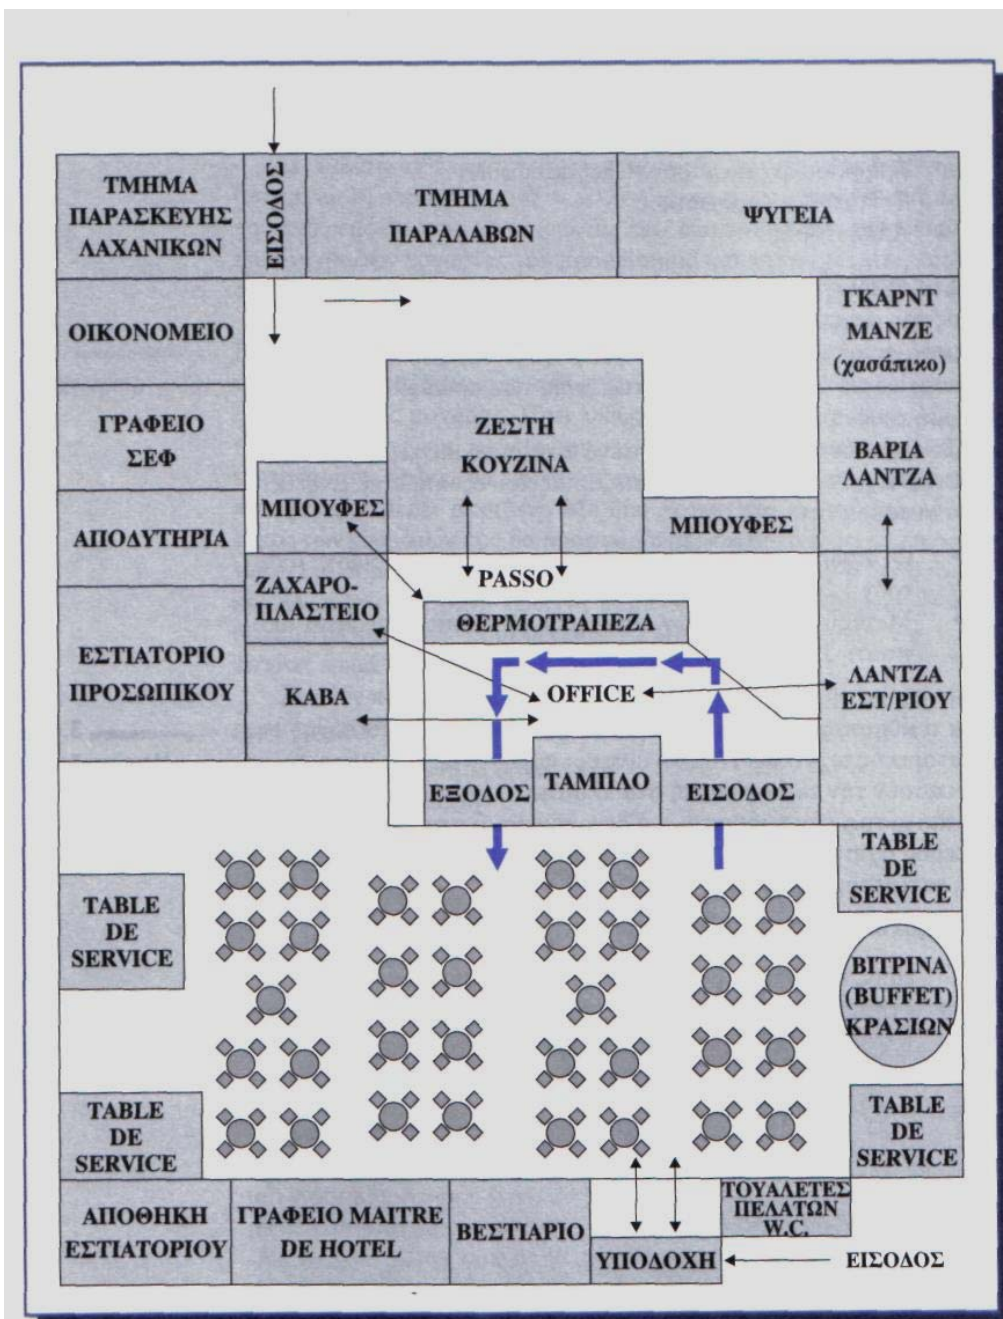 ΤΜΗΜΑ
ΠΑΡΑΣΚΕΥΗΣ
ΛΑΧΑΝΙΚΩΝ
ΕΙΣΟΔΟΣ
ΤΜΗΜΑ
ΠΑΡΑΛΑΒΩΝ
ΨΥΓΕΙΑ
ΟΙΚΟΝΟΜΕΙΟ
ΓΚΑΡΝΤ
ΜΑΝΖΕ
(χασάπικο)
ΓΡΑΦΕΙΟ
ΣΕΦ
ΖΕΣΤΗ
ΚΟΥΖΙΝΑ
ΒΑΡΙΑ
ΛΑΝΤΖΑ
ΑΠΟΔΥΤΗΡΙΑ
ΜΠΟΥΦΕΣ
ΜΠΟΥΦΕΣ
PASSO
ΖΑΧΑΡΟ-
ΠΛΑΣΤΕΙΟ
ΘΕΡΜΟΤΡΑΠΕΖΑ
ΕΣΤΙΑΤΟΡΙΟ
ΠΡΟΣΩΠΙΚΟΥ
ΚΑΒΑ
OFFICE
ΛΑΝΤΖΑ
ΕΣΤ/ΡΙΟΥ
ΕΞΟΔΟΣ
ΤΑΜΠΛΟ
ΕΙΣΟΔΟΣ
TABLE
DE
SERVICE
TABLE
DE
SERVICE
ΒΙΤΡΙΝΑ
(BUFFET)
ΚΡΑΣΙΩΝ
TABLE
DE
SERVICE
TABLE
DE
SERVICE
ΑΠΟΘΗΚΗ
ΕΣΤΙΑΤΟΡΙΟΥ
ΓΡΑΦΕΙΟ MAITRE
DE HOTEL
ΒΕΣΤΙΑΡΙΟ
ΥΠΟΔΟΧΗ
ΤΟΥΑΛΕΤΕΣ
ΠΕΛΑΤΩΝ
W.C.
ΕΙΣΟΔΟΣ